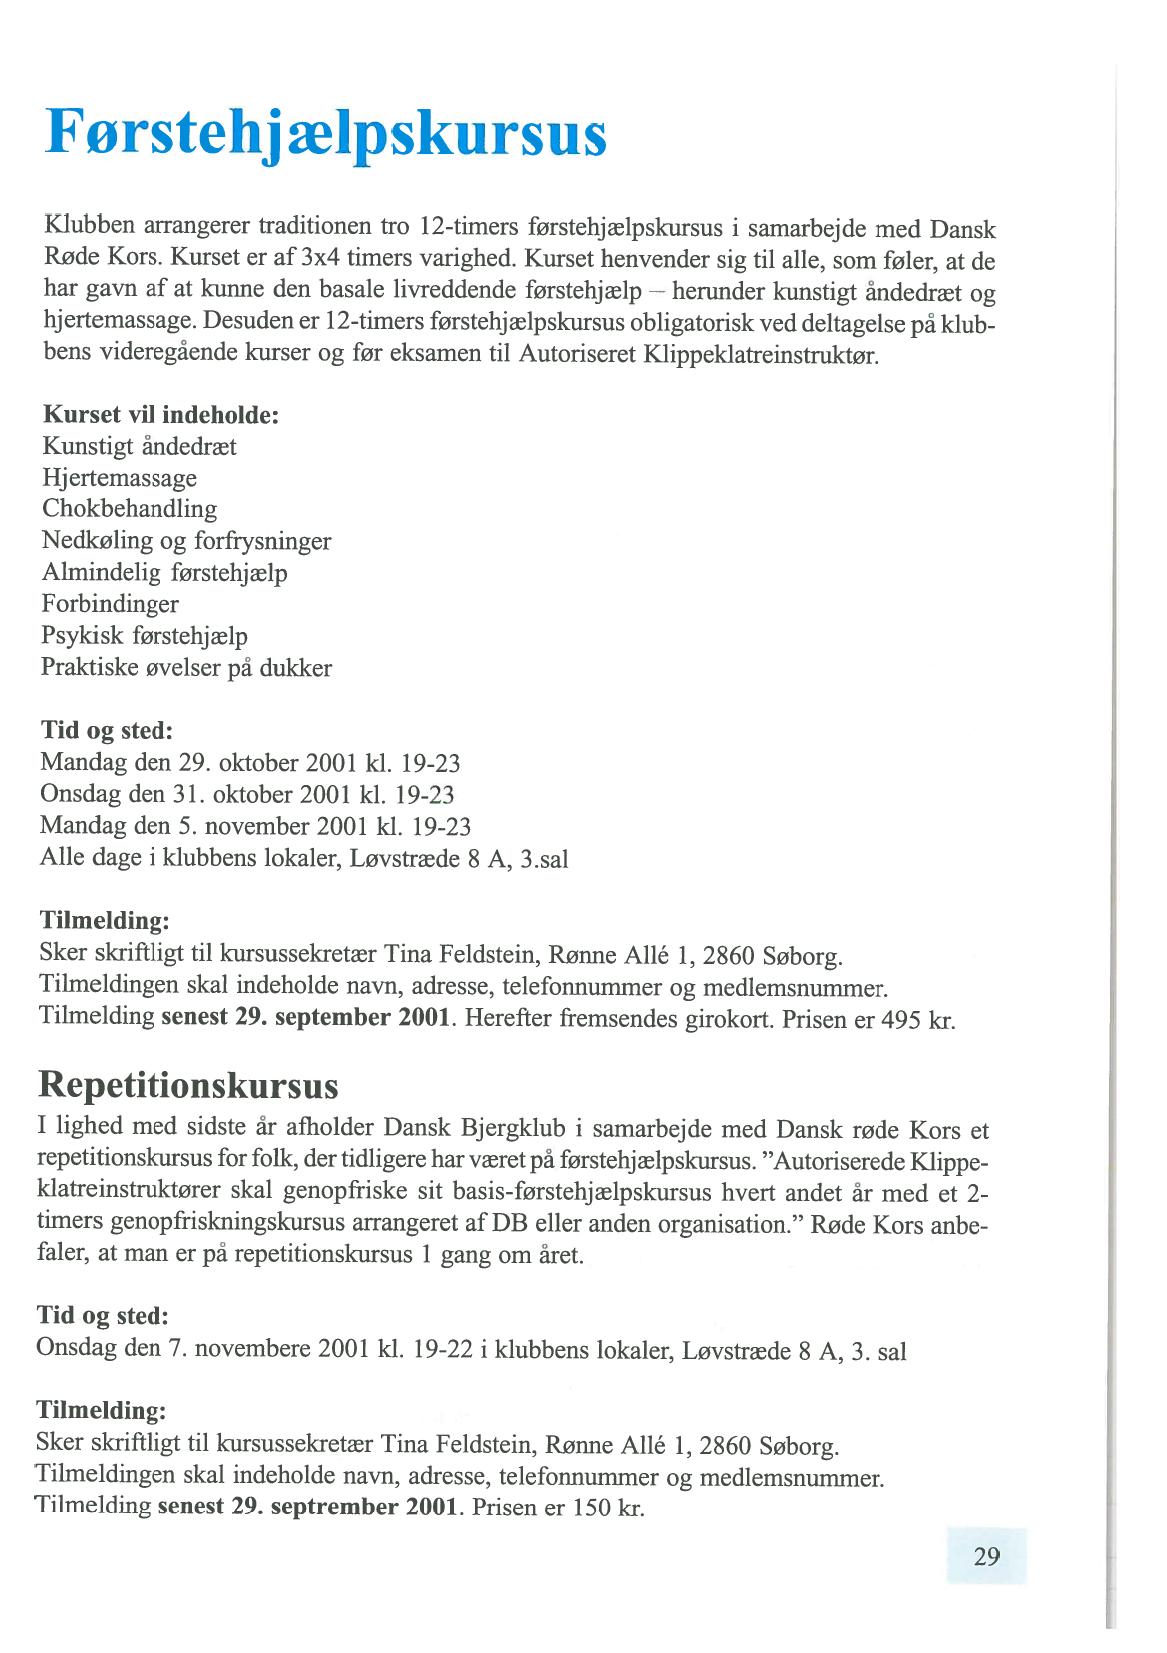 Førstehjælpskursus
Klubben arrangerer traditionen tro 12-timers førstehjælpskursus i samarbejde med Dansk
Røde Kors. Kurset er af 3x4 timers varighed. Kurset henvender sig til alle, som føler, at de
har gavn af at kunne den basale livreddende førstehjælp – herunder kunstigt åndedræt og
hjertemassage. Desuden er 12-timers førstehjælpskursus obligatorisk ved deltagelse på klub-
bens videregående kurser og før eksamen til Autoriseret Klippeklatreinstruktør.
Kurset vil indeholde:
Kunstigt åndedræt
Hjertemassage
Chokbehandling
Nedkøling og forfrysninger
Almindelig førstehjælp
Forbindinger
Psykisk førstehjælp
Praktiske øvelser på dukker
Tid og sted:
Mandag den 29. oktober 2001 kl. 19-23
Onsdag den 31. oktober 2001 kl. 19-23
Mandag den 5. november 2001 kl. 19-23
Alle dage i klubbens lokaler, Løvstræde 8 A, 3.sal
Tilmelding:
Sker skriftligt til kursussekretær Tina Feldstein, Rønne Allé 1, 2860 Søborg.
Tilmeldingen skal indeholde navn, adresse, telefonnummer og medlemsnummer.
Tilmelding senest 29. september 2001. Herefter fremsendes girokort. Prisen er 495 kr.
Repetitionskursus
I lighed med sidste år afholder Dansk Bjergklub i samarbejde med Dansk røde Kors et
repetitionskursus for folk, der tidligere har været på førstehjælpskursus. ”Autoriserede Klippe-
klatreinstruktører skal genopfriske sit basis-førstehjælpskursus hvert andet år med et 2-
timers genopfriskningskursus arrangeret af DB eller anden organisation.” Røde Kors anbe-
faler, at man er på repetitionskursus 1 gang om året.
Tid og sted:
Onsdag den 7. novembere 2001 kl. 19-22 i klubbens lokaler, Løvstræde 8 A, 3. sal
Tilmelding:
Sker skriftligt til kursussekretær Tina Feldstein, Rønne Allé 1, 2860 Søborg.
Tilmeldingen skal indeholde navn, adresse, telefonnummer og medlemsnummer.
Tilmelding senest 29. septrember 2001. Prisen er 150 kr.
29